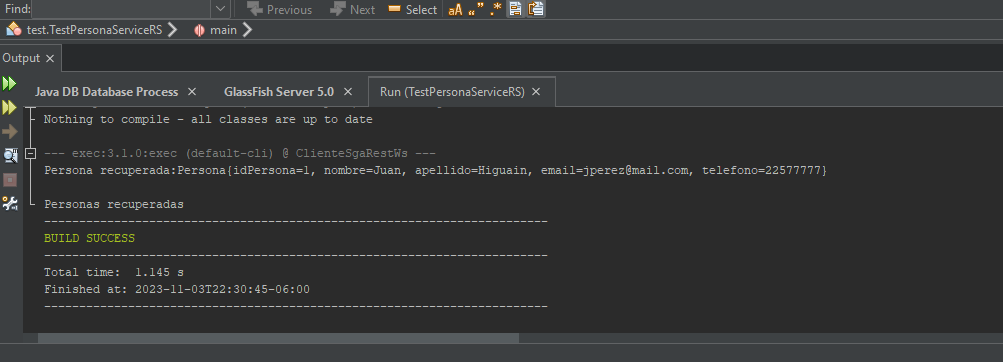 Find: Previous Next Select aA “” .*
test.TestPersonaServiceRS main
Output ×
Java DB Database Process × GlassFish Server 5.0 × Run (TestPersonaServiceRS) ×
Nothing to compile - all classes are up to date
--- exec:3.1.0:exec (default-cli) @ ClienteSgaRestWs ---
Persona recuperada:Persona{idPersona=1, nombre=Juan, apellido=Higuain, email=jperez@mail.com, telefono=22577777}
Personas recuperadas
------------------------------------------------------------------------
BUILD SUCCESS
------------------------------------------------------------------------
Total time:  1.145 s
Finished at: 2023-11-03T22:30:45-06:00
------------------------------------------------------------------------